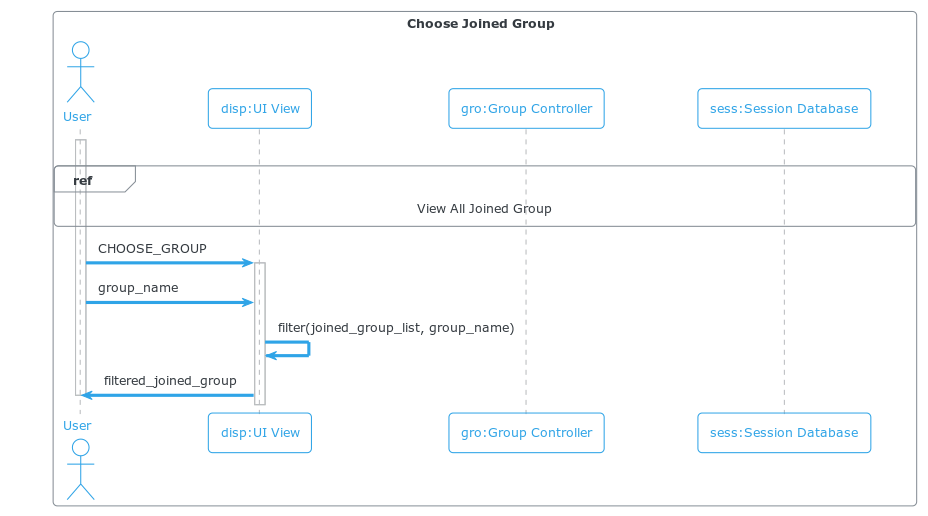 Choose Joined Group
User
disp:UI View
gro:Group Controller
sess:Session Database
ref
View All Joined Group
CHOOSE_GROUP
group_name
filter(joined_group_list, group_name)
filtered_joined_group
User
disp:UI View
gro:Group Controller
sess:Session Database